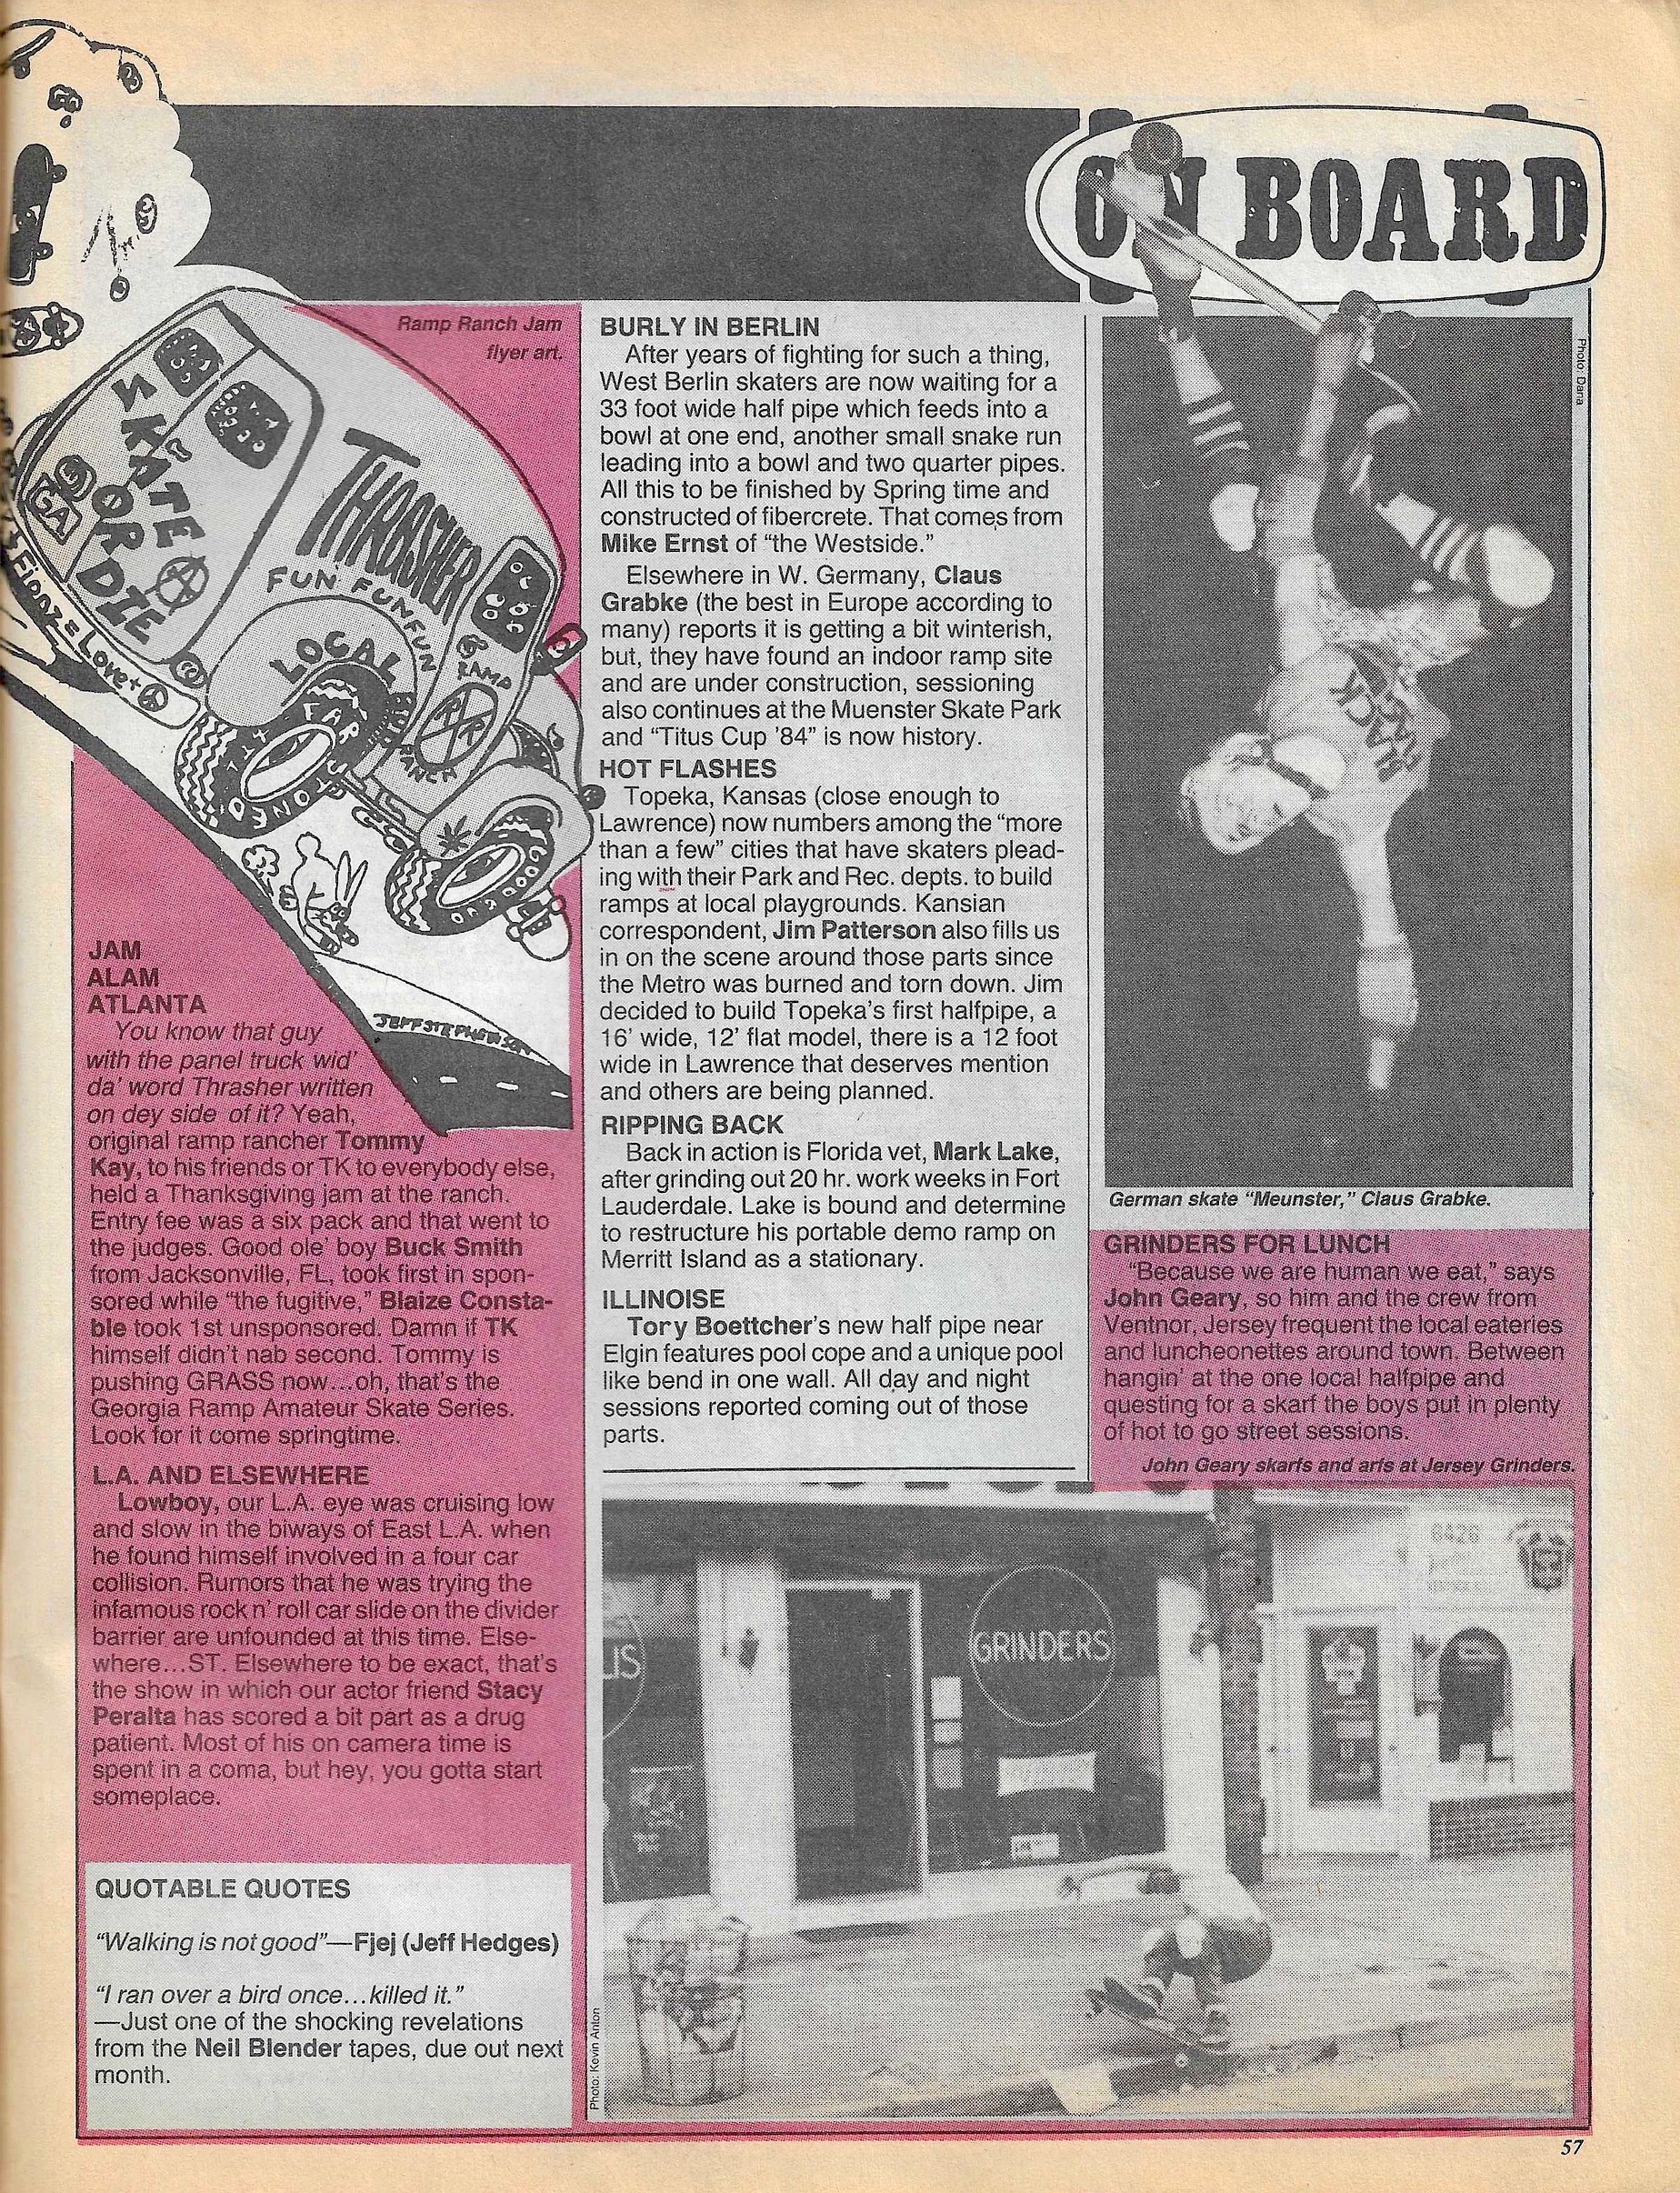 ON BOARD
Ramp Ranch Jam
flyer art.
SKATE
OR
DIE
GA
Love +
THRASHER
FUN FUN FUN FUN
LOCAL
RAMP
RANCH
FAR
STONED
GOOD
JEFF STEPHENSON
JAM
ALAM
ATLANTA
You know that guy
with the panel truck wid'
da' word Thrasher written
on dey side of it? Yeah,
original ramp rancher Tommy
Kay, to his friends or TK to everybody else,
held a Thanksgiving jam at the ranch.
Entry fee was a six pack and that went to
the judges. Good ole' boy Buck Smith
from Jacksonville, FL, took first in spon-
sored while "the fugitive," Blaize Consta-
ble took 1st unsponsored. Damn if TK
himself didn't nab second. Tommy is
pushing GRASS now...oh, that's the
Georgia Ramp Amateur Skate Series.
Look for it come springtime.
L.A. AND ELSEWHERE
Lowboy, our L.A. eye was cruising low
and slow in the biways of East L.A. when
he found himself involved in a four car
collision. Rumors that he was trying the
infamous rock n' roll car slide on the divider
barrier are unfounded at this time. Else-
where...ST. Elsewhere to be exact, that's
the show in which our actor friend Stacy
Peralta has scored a bit part as a drug
patient. Most of his on camera time is
spent in a coma, but hey, you gotta start
someplace.
QUOTABLE QUOTES
"Walking is not good"—Fjej (Jeff Hedges)
"I ran over a bird once...killed it."
—Just one of the shocking revelations
from the Neil Blender tapes, due out next
month.
BURLY IN BERLIN
After years of fighting for such a thing,
West Berlin skaters are now waiting for a
33 foot wide half pipe which feeds into a
bowl at one end, another small snake run
leading into a bowl and two quarter pipes.
All this to be finished by Spring time and
constructed of fibercrete. That comes from
Mike Ernst of "the Westside."
Elsewhere in W. Germany, Claus
Grabke (the best in Europe according to
many) reports it is getting a bit winterish,
but, they have found an indoor ramp site
and are under construction, sessioning
also continues at the Muenster Skate Park
and "Titus Cup '84" is now history.
HOT FLASHES
Topeka, Kansas (close enough to
Lawrence) now numbers among the "more
than a few" cities that have skaters plead-
ing with their Park and Rec. depts. to build
ramps at local playgrounds. Kansian
correspondent, Jim Patterson also fills us
in on the scene around those parts since
the Metro was burned and torn down. Jim
decided to build Topeka's first halfpipe, a
16' wide, 12' flat model, there is a 12 foot
wide in Lawrence that deserves mention
and others are being planned.
RIPPING BACK
Back in action is Florida vet, Mark Lake,
after grinding out 20 hr. work weeks in Fort
Lauderdale. Lake is bound and determine
to restructure his portable demo ramp on
Merritt Island as a stationary.
ILLINOISE
Tory Boettcher's new half pipe near
Elgin features pool cope and a unique pool
like bend in one wall. All day and night
sessions reported coming out of those
parts.
Photo: Dana
German skate "Meunster," Claus Grabke.
GRINDERS FOR LUNCH
"Because we are human we eat," says
John Geary, so him and the crew from
Ventnor, Jersey frequent the local eateries
and luncheonettes around town. Between
hangin' at the one local halfpipe and
questing for a skarf the boys put in plenty
of hot to go street sessions.
John Geary skarfs and arfs at Jersey Grinders.
GRINDERS
6426
Photo: Kevin Anton
57